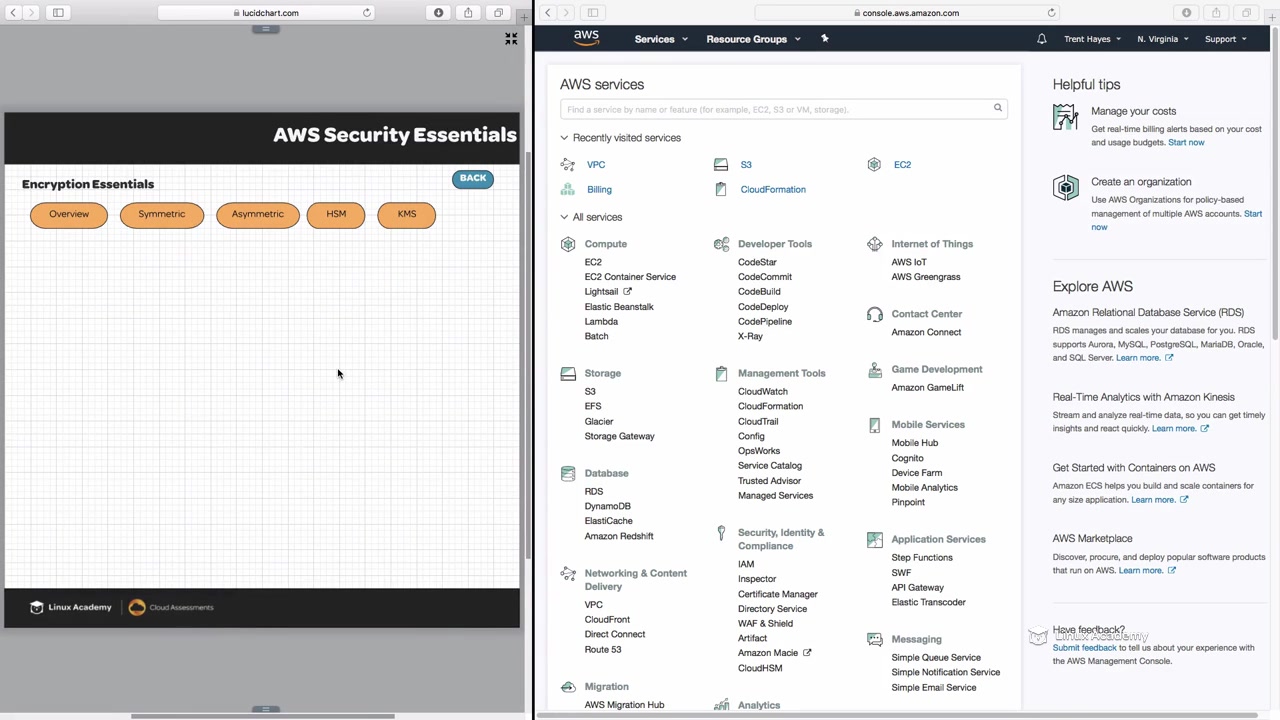 lucidchart.com
AWS Security Essentials
Encryption Essentials
BACK
Overview
Symmetric
Asymmetric
HSM
KMS
Linux Academy
Cloud Assessments
console.aws.amazon.com
aws
Services
Resource Groups
Trent Hayes
N. Virginia
Support
AWS services
Find a service by name or feature (for example, EC2, S3 or VM, storage).
Recently visited services
VPC
S3
EC2
Billing
CloudFormation
All services
Compute
EC2
EC2 Container Service
Lightsail
Elastic Beanstalk
Lambda
Batch
Storage
S3
EFS
Glacier
Storage Gateway
Database
RDS
DynamoDB
ElastiCache
Amazon Redshift
Networking & Content
Delivery
VPC
CloudFront
Direct Connect
Route 53
Migration
AWS Migration Hub
Developer Tools
CodeStar
CodeCommit
CodeBuild
CodeDeploy
CodePipeline
X-Ray
Management Tools
CloudWatch
CloudFormation
CloudTrail
Config
OpsWorks
Service Catalog
Trusted Advisor
Managed Services
Security, Identity &
Compliance
IAM
Inspector
Certificate Manager
Directory Service
WAF & Shield
Artifact
Amazon Macie
CloudHSM
Analytics
Internet of Things
AWS IoT
AWS Greengrass
Contact Center
Amazon Connect
Game Development
Amazon GameLift
Mobile Services
Mobile Hub
Cognito
Device Farm
Mobile Analytics
Pinpoint
Application Services
Step Functions
SWF
API Gateway
Elastic Transcoder
Messaging
Simple Queue Service
Simple Notification Service
Simple Email Service
Helpful tips
Manage your costs
Get real-time billing alerts based on your cost
and usage budgets. Start now
Create an organization
Use AWS Organizations for policy-based
management of multiple AWS accounts. Start
now
Explore AWS
Amazon Relational Database Service (RDS)
RDS manages and scales your database for you. RDS
supports Aurora, MySQL, PostgreSQL, MariaDB, Oracle,
and SQL Server. Learn more.
Real-Time Analytics with Amazon Kinesis
Stream and analyze real-time data, so you can get timely
insights and react quickly. Learn more.
Get Started with Containers on AWS
Amazon ECS helps you build and scale containers for
any size application. Learn more.
AWS Marketplace
Discover, procure, and deploy popular software products
that run on AWS. Learn more.
Have feedback?
Linux Academy
Submit feedback to tell us about your experience with
the AWS Management Console.